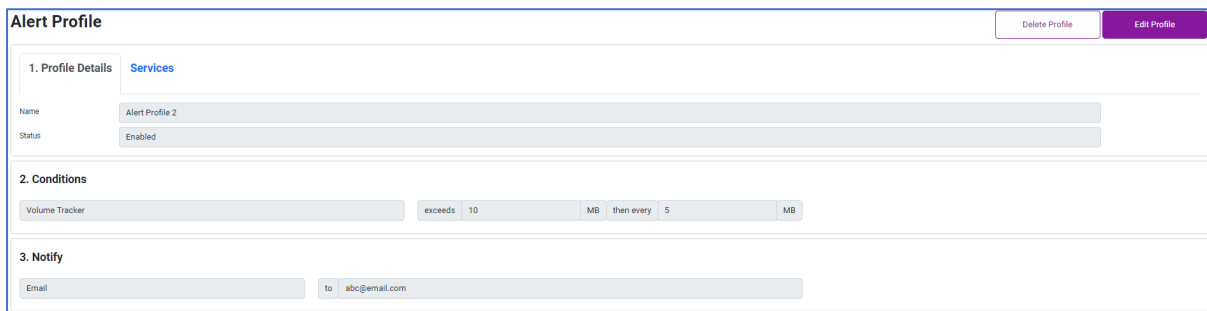 Alert Profile
Delete Profile
Edit Profile
1. Profile Details
Services
Name
Alert Profile 2
Status
Enabled
2. Conditions
Volume Tracker
exceeds 10 MB then every 5 MB
3. Notify
Email
to abc@email.com